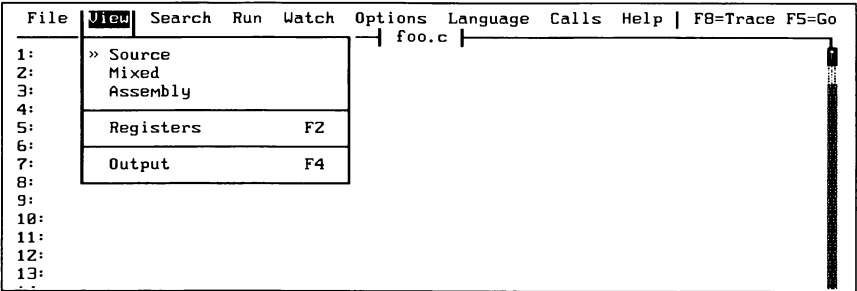 File View Search Run Watch Options Language Calls Help | F8=Trace F5=Go
foo.c
1: » Source
2: Mixed
3: Assembly
4:
5: Registers F2
6:
7: Output F4
8:
9:
10:
11:
12:
13: